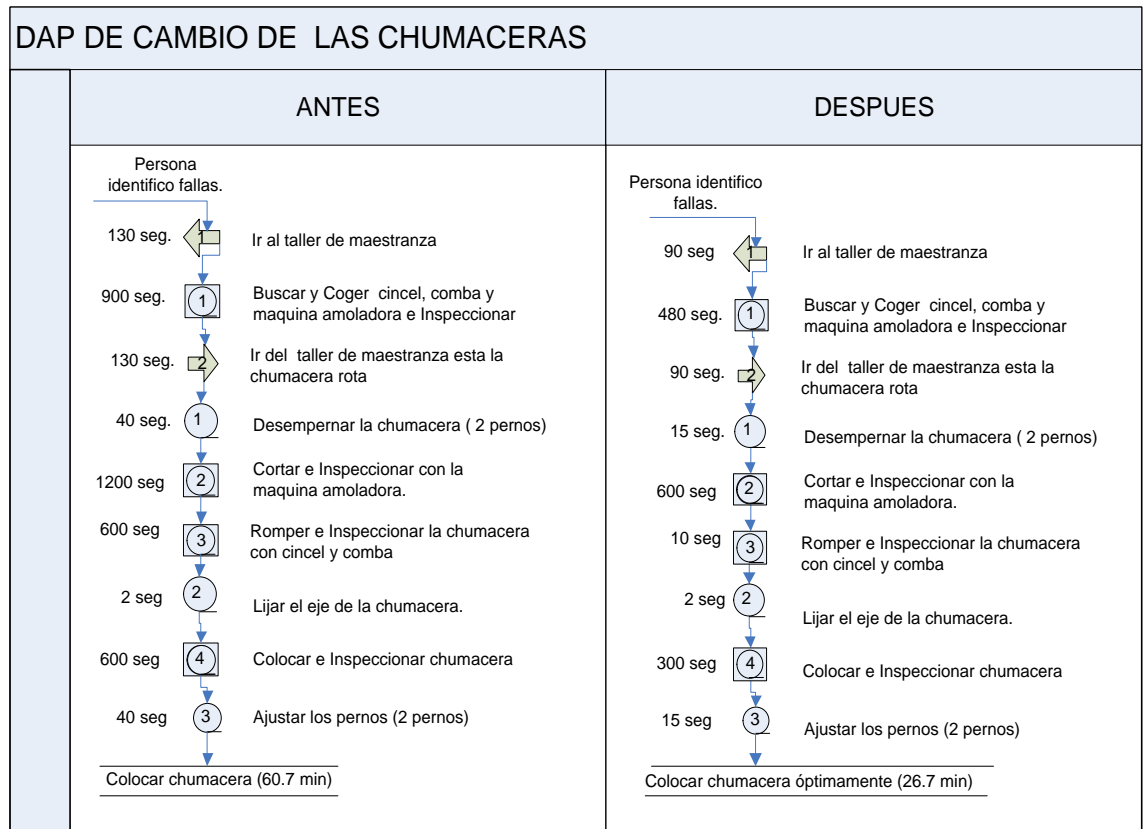 DAP DE CAMBIO DE LAS CHUMACERAS
ANTES
Persona
identifico fallas.
130 seg.
1
Ir al taller de maestranza
900 seg.
1
Buscar y Coger cincel, comba y
maquina amoladora e Inspeccionar
130 seg.
2
Ir del taller de maestranza esta la
chumacera rota
40 seg.
1
Desempernar la chumacera ( 2 pernos)
1200 seg
2
Cortar e Inspeccionar con la
maquina amoladora.
600 seg
3
Romper e Inspeccionar la chumacera
con cincel y comba
2 seg
2
Lijar el eje de la chumacera.
600 seg
4
Colocar e Inspeccionar chumacera
40 seg
3
Ajustar los pernos (2 pernos)
Colocar chumacera (60.7 min)
DESPUES
Persona identifico
fallas.
90 seg
1
Ir al taller de maestranza
480 seg.
1
Buscar y Coger cincel, comba y
maquina amoladora e Inspeccionar
90 seg.
2
Ir del taller de maestranza esta la
chumacera rota
15 seg.
1
Desempernar la chumacera ( 2 pernos)
600 seg
2
Cortar e Inspeccionar con la
maquina amoladora.
10 seg
3
Romper e Inspeccionar la chumacera
con cincel y comba
2 seg
2
Lijar el eje de la chumacera.
300 seg
4
Colocar e Inspeccionar chumacera
15 seg
3
Ajustar los pernos (2 pernos)
Colocar chumacera óptimamente (26.7 min)